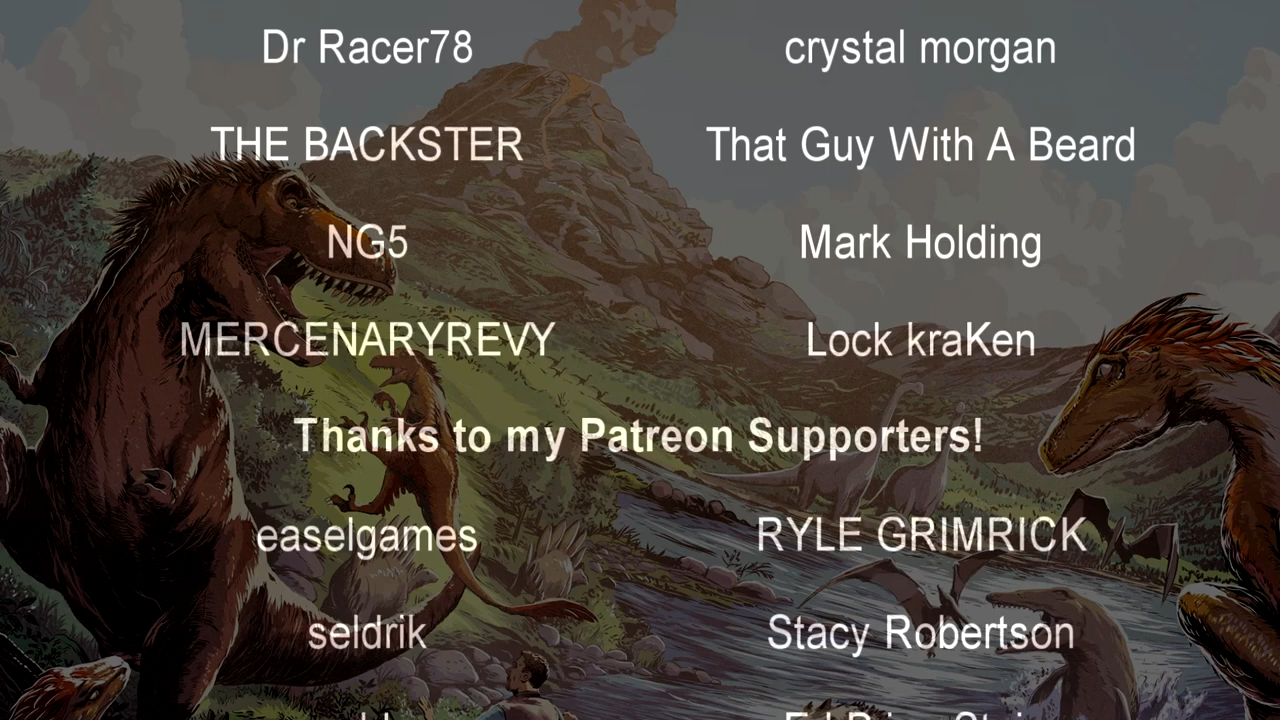 Dr Racer78 crystal morgan
THE BACKSTER That Guy With A Beard
NG5 Mark Holding
MERCENARYREVY Lock kraKen
Thanks to my Patreon Supporters!
easelgames RYLE GRIMRICK
seldrik Stacy Robertson